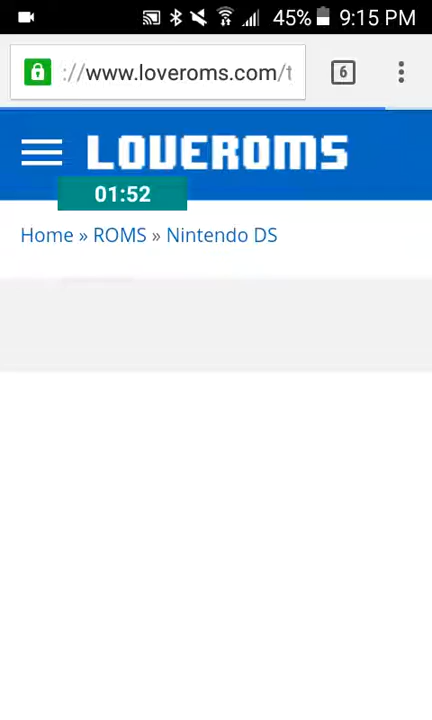 45% 9:15 PM
://www.loveroms.com/t
6
LOVEROMS
01:52
Home » ROMS » Nintendo DS